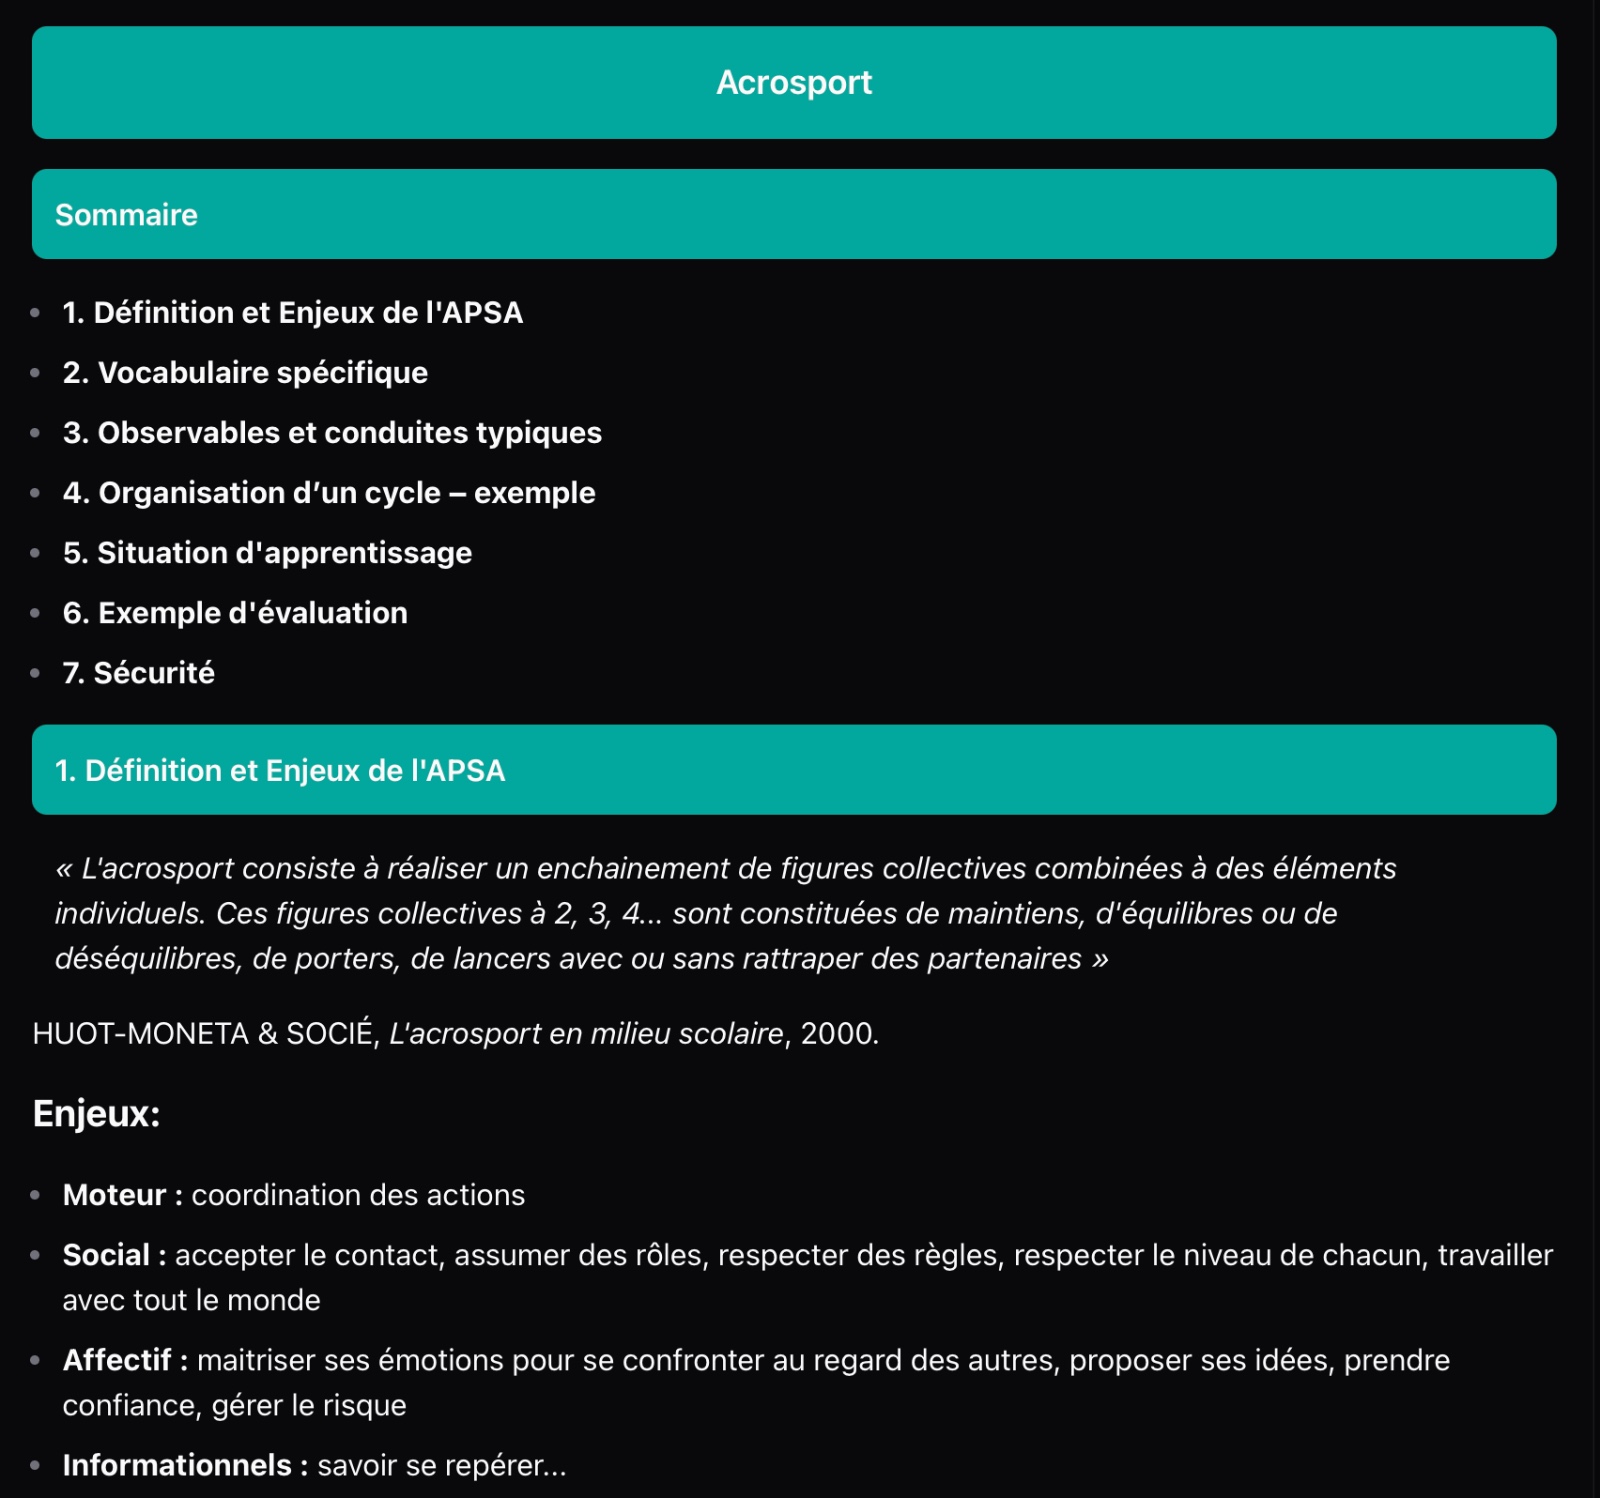 Acrosport
Sommaire
• 1. Définition et Enjeux de l'APSA
• 2. Vocabulaire spécifique
• 3. Observables et conduites typiques
• 4. Organisation d’un cycle – exemple
• 5. Situation d'apprentissage
• 6. Exemple d'évaluation
• 7. Sécurité
1. Définition et Enjeux de l'APSA
« L'acrosport consiste à réaliser un enchainement de figures collectives combinées à des éléments
individuels. Ces figures collectives à 2, 3, 4... sont constituées de maintiens, d'équilibres ou de
déséquilibres, de porters, de lancers avec ou sans rattraper des partenaires »
HUOT-MONETA & SOCIÉ, L'acrosport en milieu scolaire, 2000.
Enjeux:
• Moteur : coordination des actions
• Social : accepter le contact, assumer des rôles, respecter des règles, respecter le niveau de chacun, travailler
avec tout le monde
• Affectif : maitriser ses émotions pour se confronter au regard des autres, proposer ses idées, prendre
confiance, gérer le risque
• Informationnels : savoir se repérer...